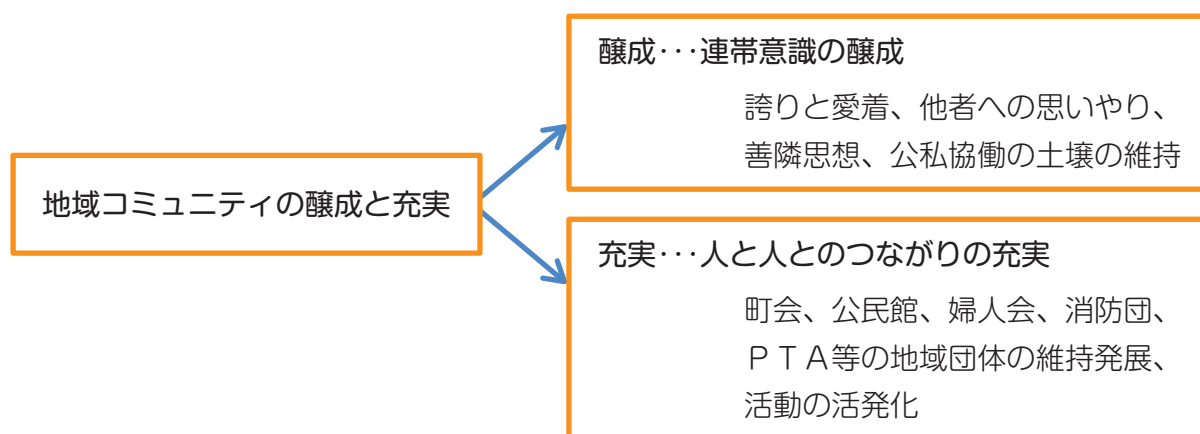 地域コミュニティの醸成と充実
醸成･･･連帯意識の醸成
誇りと愛着、他者への思いやり、
善隣思想、公私協働の土壌の維持
充実･･･人と人とのつながりの充実
町会、公民館、婦人会、消防団、
ＰＴＡ等の地域団体の維持発展、
活動の活発化